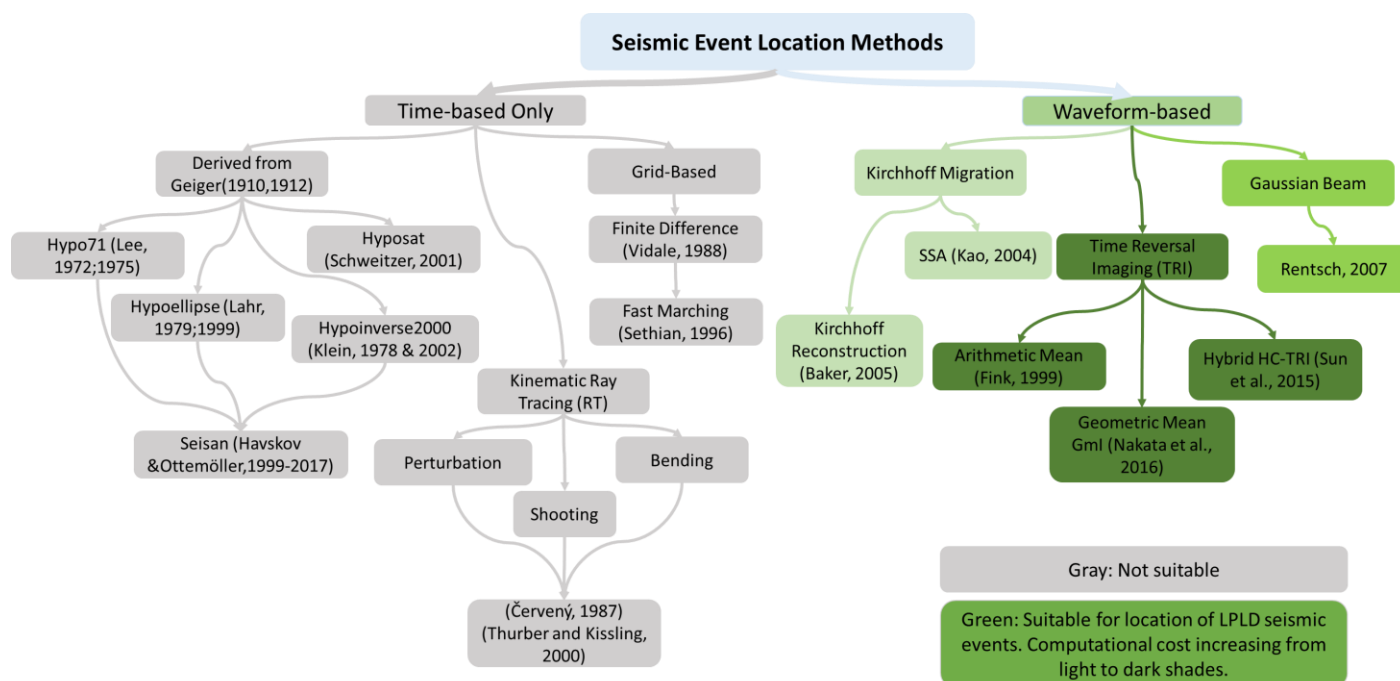 Seismic Event Location Methods
Time-based Only
Waveform-based
Derived from
Geiger(1910,1912)
Grid-Based
Kirchhoff Migration
Gaussian Beam
Hypo71 (Lee,
1972;1975)
Hyposat
(Schweitzer, 2001)
Finite Difference
(Vidale, 1988)
SSA (Kao, 2004)
Time Reversal
Imaging (TRI)
Rentsch, 2007
Hypoellipse (Lahr,
1979;1999)
Hypoinverse2000
(Klein, 1978 & 2002)
Fast Marching
(Sethian, 1996)
Kirchhoff
Reconstruction
(Baker, 2005)
Arithmetic Mean
(Fink, 1999)
Hybrid HC-TRI (Sun
et al., 2015)
Kinematic Ray
Tracing (RT)
Geometric Mean
GmI (Nakata et al.,
2016)
Seisan (Havskov
&Ottemöller,1999-2017)
Perturbation
Bending
Shooting
(Červený, 1987)
(Thurber and Kissling,
2000)
Gray: Not suitable
Green: Suitable for location of LPLD seismic
events. Computational cost increasing from
light to dark shades.